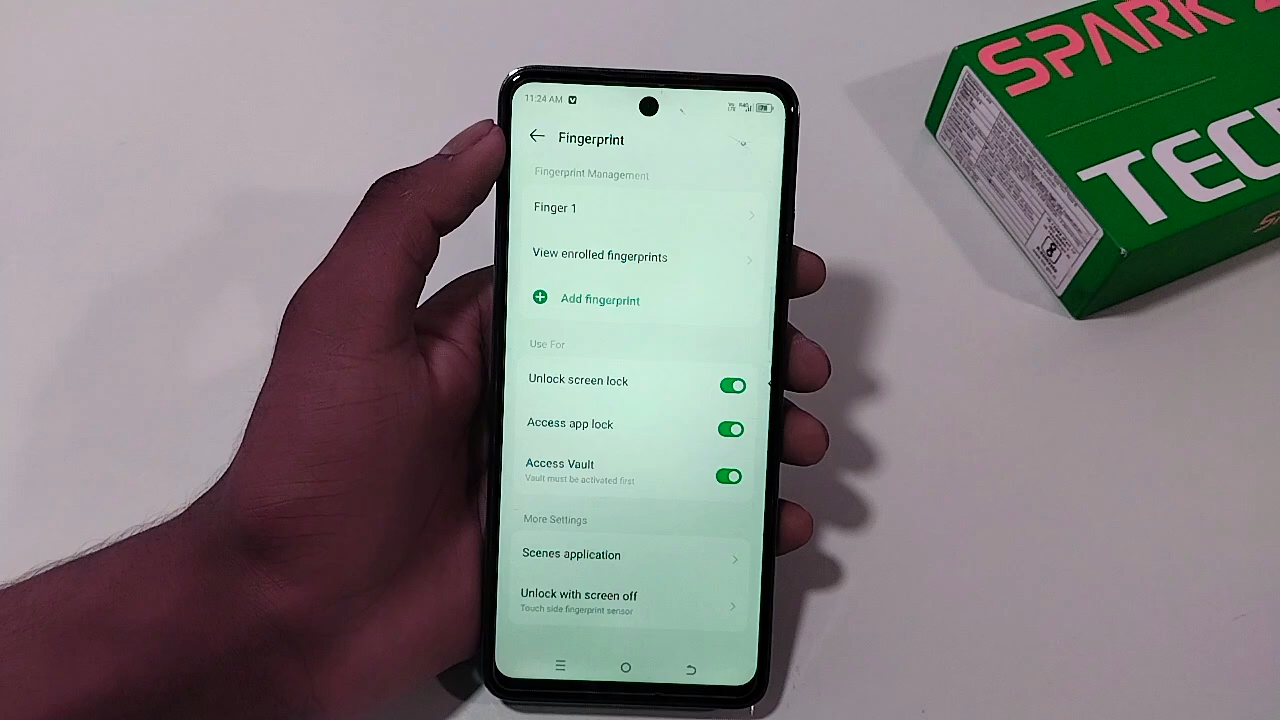 11:24 AM
Fingerprint
Fingerprint Management
Finger 1
View enrolled fingerprints
Add fingerprint
Use For
Unlock screen lock
Access app lock
Access Vault
Vault must be activated first
More Settings
Scenes application
Unlock with screen off
Touch side fingerprint sensor
SPARK
TEC